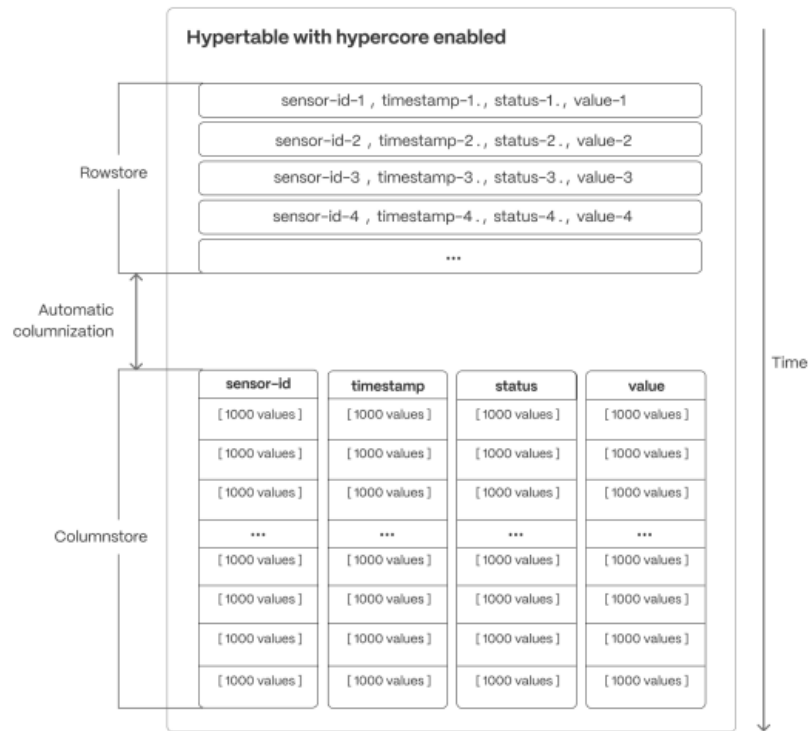 Hypertable with hypercore enabled
sensor-id-1 , timestamp-1 . , status-1 . , value-1
sensor-id-2 , timestamp-2 . , status-2 . , value-2
Rowstore
sensor-id-3 , timestamp-3 . , status-3 . , value-3
sensor-id-4 , timestamp-4 . , status-4 . , value-4
...
Automatic
columnization
Time
sensor-id timestamp status value
[ 1000 values ] [ 1000 values ] [ 1000 values ] [ 1000 values ]
[ 1000 values ] [ 1000 values ] [ 1000 values ] [ 1000 values ]
[ 1000 values ] [ 1000 values ] [ 1000 values ] [ 1000 values ]
Columnstore
... ... ... ...
[ 1000 values ] [ 1000 values ] [ 1000 values ] [ 1000 values ]
[ 1000 values ] [ 1000 values ] [ 1000 values ] [ 1000 values ]
[ 1000 values ] [ 1000 values ] [ 1000 values ] [ 1000 values ]
[ 1000 values ] [ 1000 values ] [ 1000 values ] [ 1000 values ]